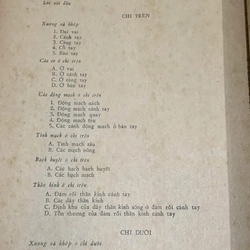 CHI TRÊN
Xương và khớp
1. Đai vai
2. Cánh tay
3. Cẳng tay
4. Cổ tay
5. Bàn tay
Các cơ ở chi trên
A. Ở vai
B. Ở cánh tay
C. Ở cẳng tay
D. Ở bàn tay
Các động mạch ở chi trên
1. Động mạch nách
2. Động mạch cánh tay
3. Động mạch quay
4. Động mạch trụ
5. Các nhánh động mạch ở bàn tay
Tĩnh mạch ở chi trên
A. Tĩnh mạch sâu
B. Các mạch nông
Bạch huyết ở chi trên
A. Các hạch bạch huyết
B. Các bạch mạch
Thần kinh ở chi trên
A. Đám rối thần kinh cánh tay
B. Các dây thần kinh
C. Định khu của dây thần kinh sống ở đám rối cánh tay
D. Tổn thương của đám rối thần kinh cánh tay
CHI DƯỚI
Xương và khớp ở chi dưới